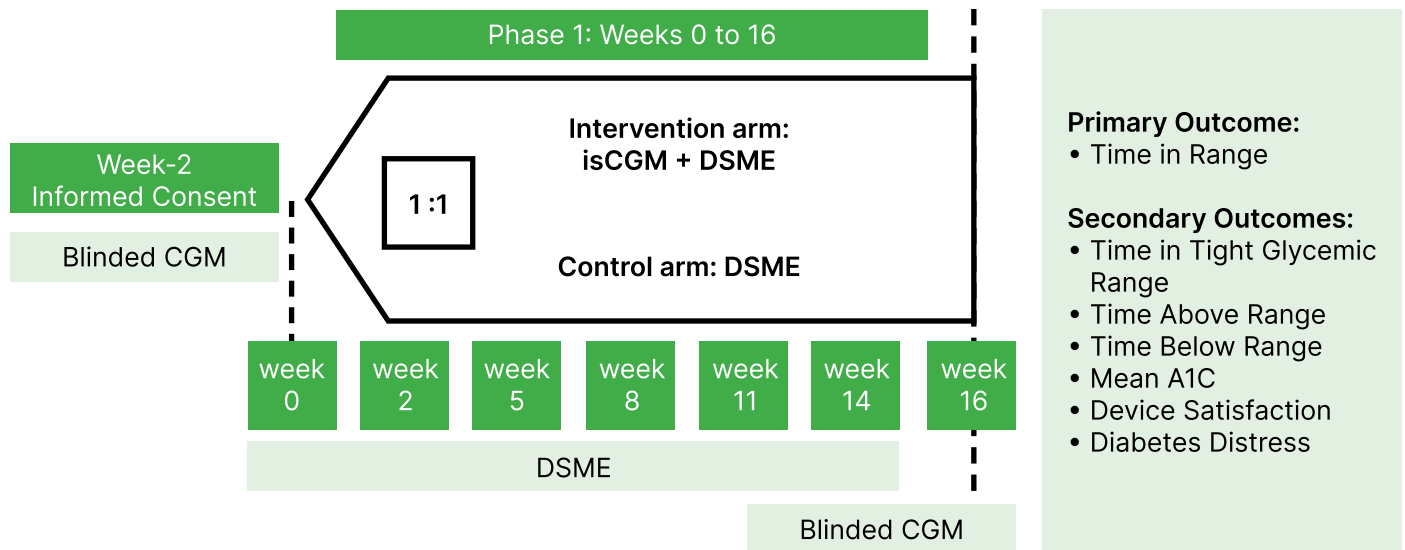 Phase 1: Weeks 0 to 16
Week-2
Informed Consent
Blinded CGM
Intervention arm:
isCGM + DSME
1 :1
Control arm: DSME
week
0
week
2
week
5
week
8
week
11
week
14
week
16
DSME
Blinded CGM
Primary Outcome:
• Time in Range
Secondary Outcomes:
• Time in Tight Glycemic
Range
• Time Above Range
• Time Below Range
• Mean A1C
• Device Satisfaction
• Diabetes Distress